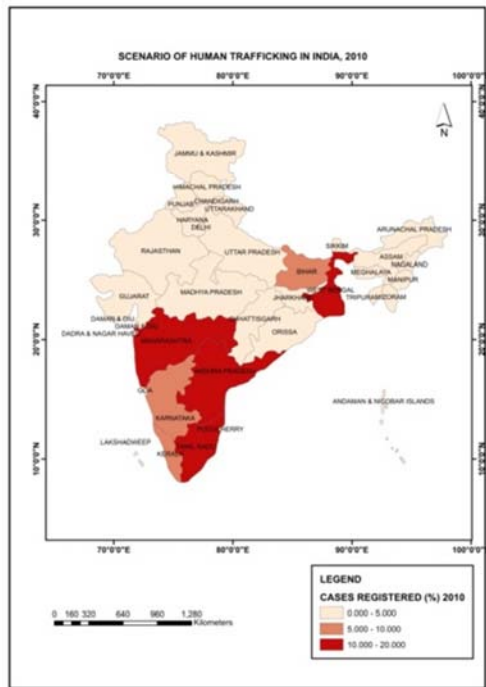 SCENARIO OF HUMAN TRAFFICKING IN INDIA, 2010
70°0'0"E 80°0'0"E 90°0'0"E 100°0'0"
N
JAMMU & KASHMIR
HIMACHAL PRADESH
PUNJAB
CHANDIGARH
UTTARAKHAND
HARYANA
DELHI
ARUNACHAL PRADESH
SIKKIM
RAJASTHAN
UTTAR PRADESH
ASSAM
NAGALAND
BIHAR
MEGHALAYA
MANIPUR
GUJARAT
MADHYA PRADESH
JHARKHAND
WEST BENGAL
TRIPURA
MIZORAM
DAMAN & DIU
CHHATTISGARH
DADRA & NAGAR HAVELI
ORISSA
MAHARASHTRA
ANDHRA PRADESH
GOA
ANDAMAN & NICOBAR ISLANDS
KARNATAKA
PUDUCHERRY
LAKSHADWEEP
TAMIL NADU
KERALA
70°0'0"E 80°0'0"E 90°0'0"E 100°0'0"
LEGEND
CASES REGISTERED (%) 2010
0.000 - 5.000
5.000 - 10.000
10.000 - 20.000
0 160 320 640 960 1,280
Kilometers